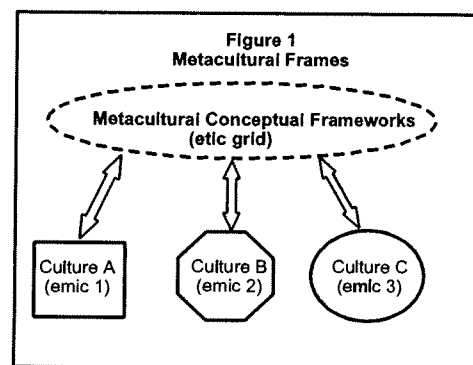 Figure 1
Metacultural Frames
Metacultural Conceptual Frameworks
(etic grid)
Culture A
(emic 1)
Culture B
(emic 2)
Culture C
(emic 3)